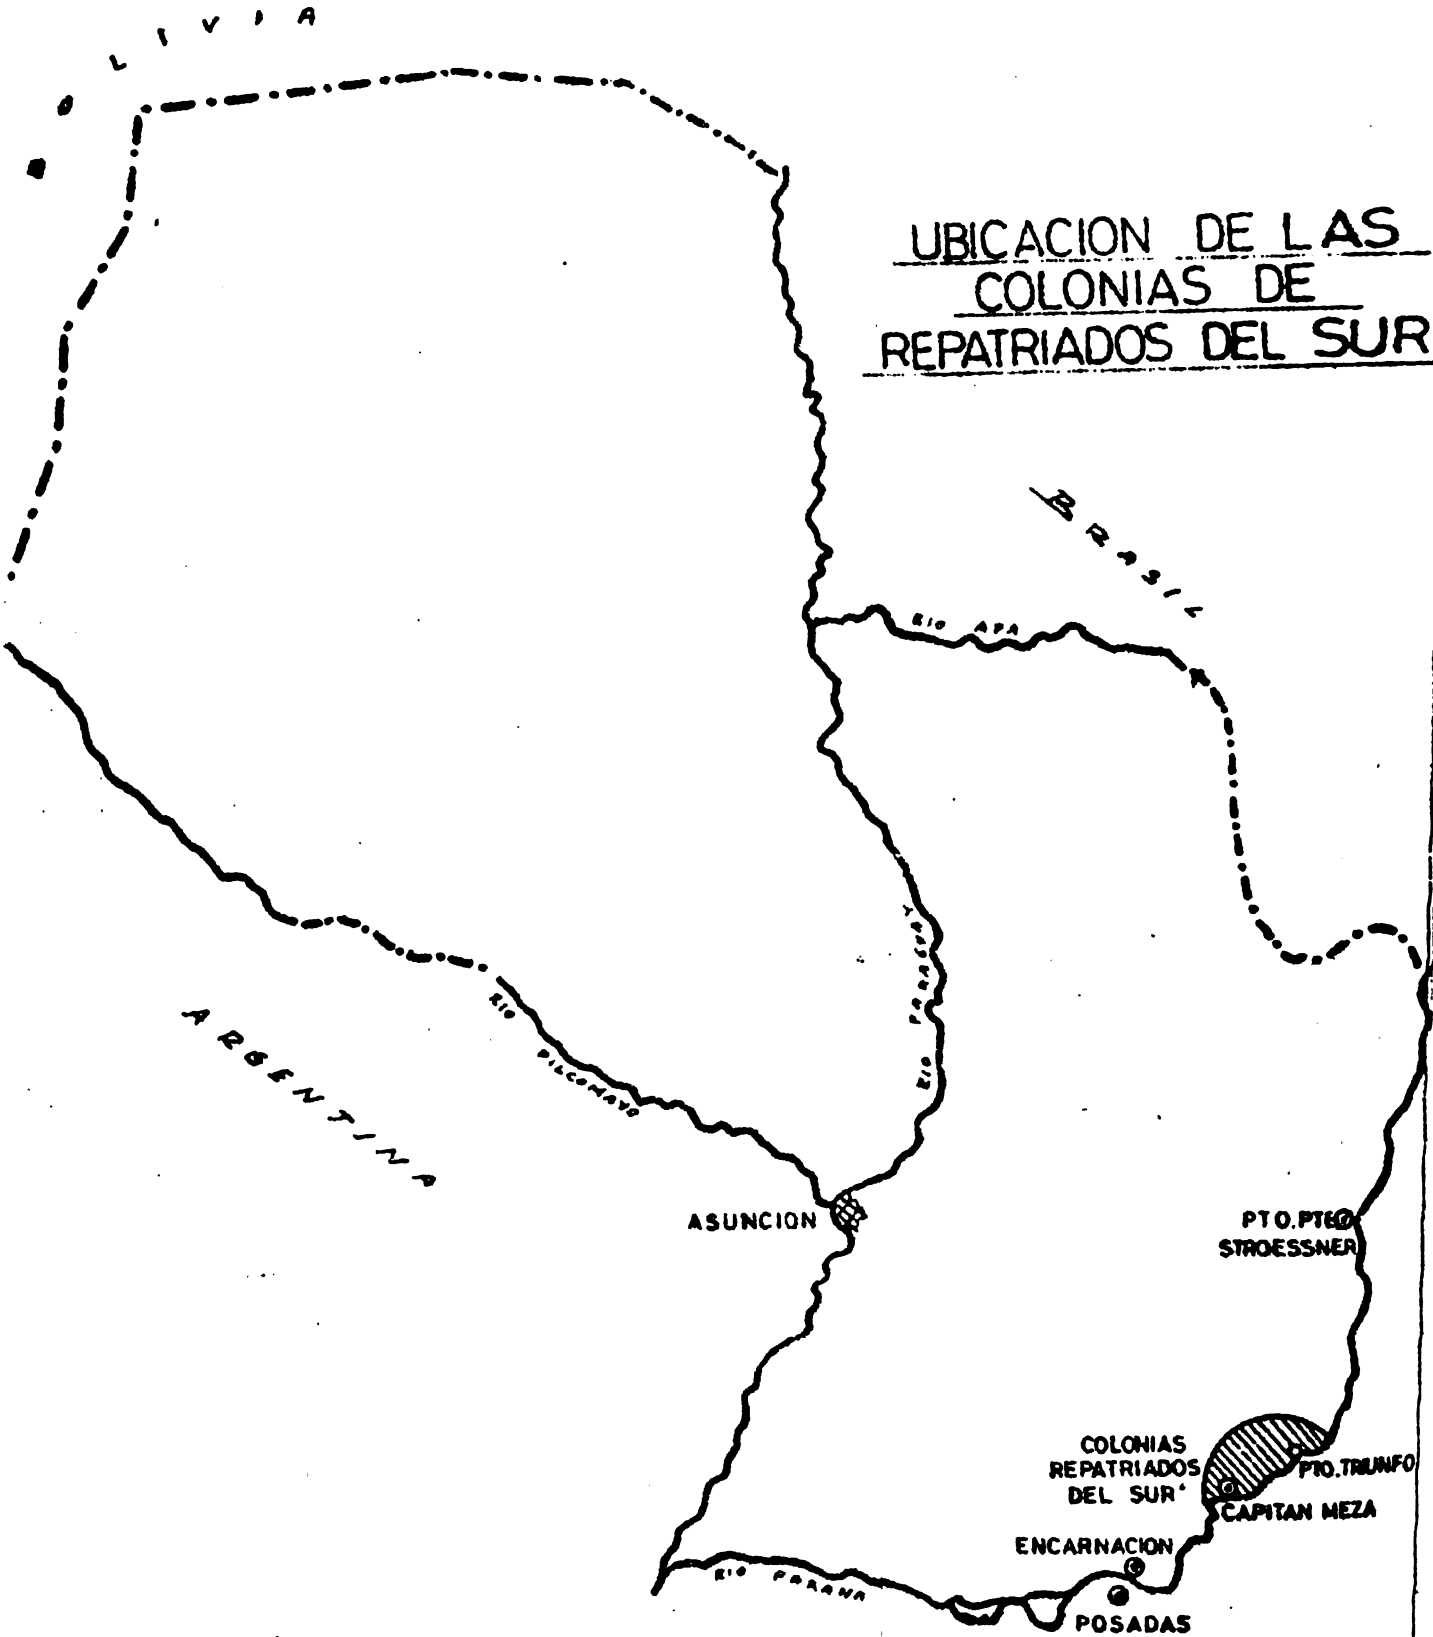 BOLIVIA
UBICACION DE LAS
COLONIAS DE
REPATRIADOS DEL SUR
BRASIL
RIO APA
RIO PARAGUAY
ARGENTINA
RIO PILCOMAYO
ASUNCION
PTO. PTE
STROESSNER
COLONIAS
REPATRIADOS
DEL SUR
PTO. TRIUNFO
CAPITAN MEZA
ENCARNACION
RIO PARANA
POSADAS